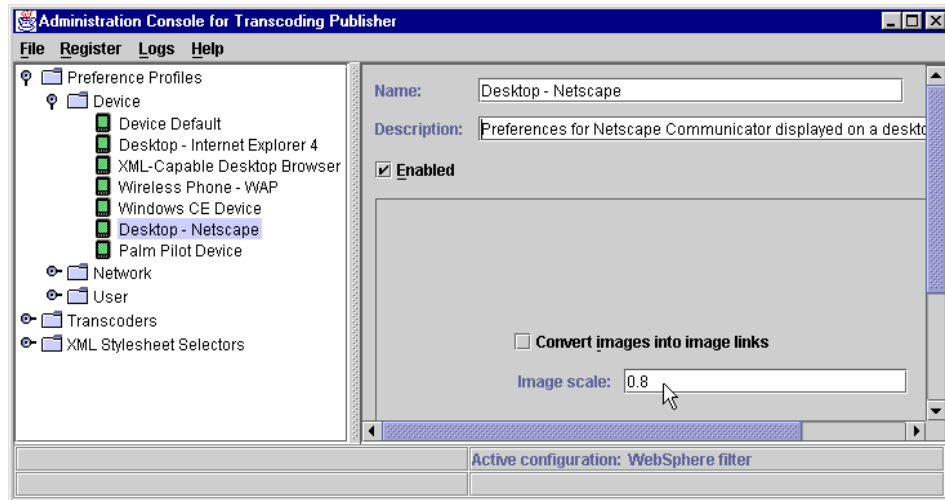 Administration Console for Transcoding Publisher
File Register Logs Help
Preference Profiles
Device
Device Default
Desktop - Internet Explorer 4
XML-Capable Desktop Browser
Wireless Phone - WAP
Windows CE Device
Desktop - Netscape
Palm Pilot Device
Network
User
Transcoders
XML Stylesheet Selectors
Name: Desktop - Netscape
Description: Preferences for Netscape Communicator displayed on a deskto
Enabled
Convert images into image links
Image scale: 0.8
Active configuration: WebSphere filter